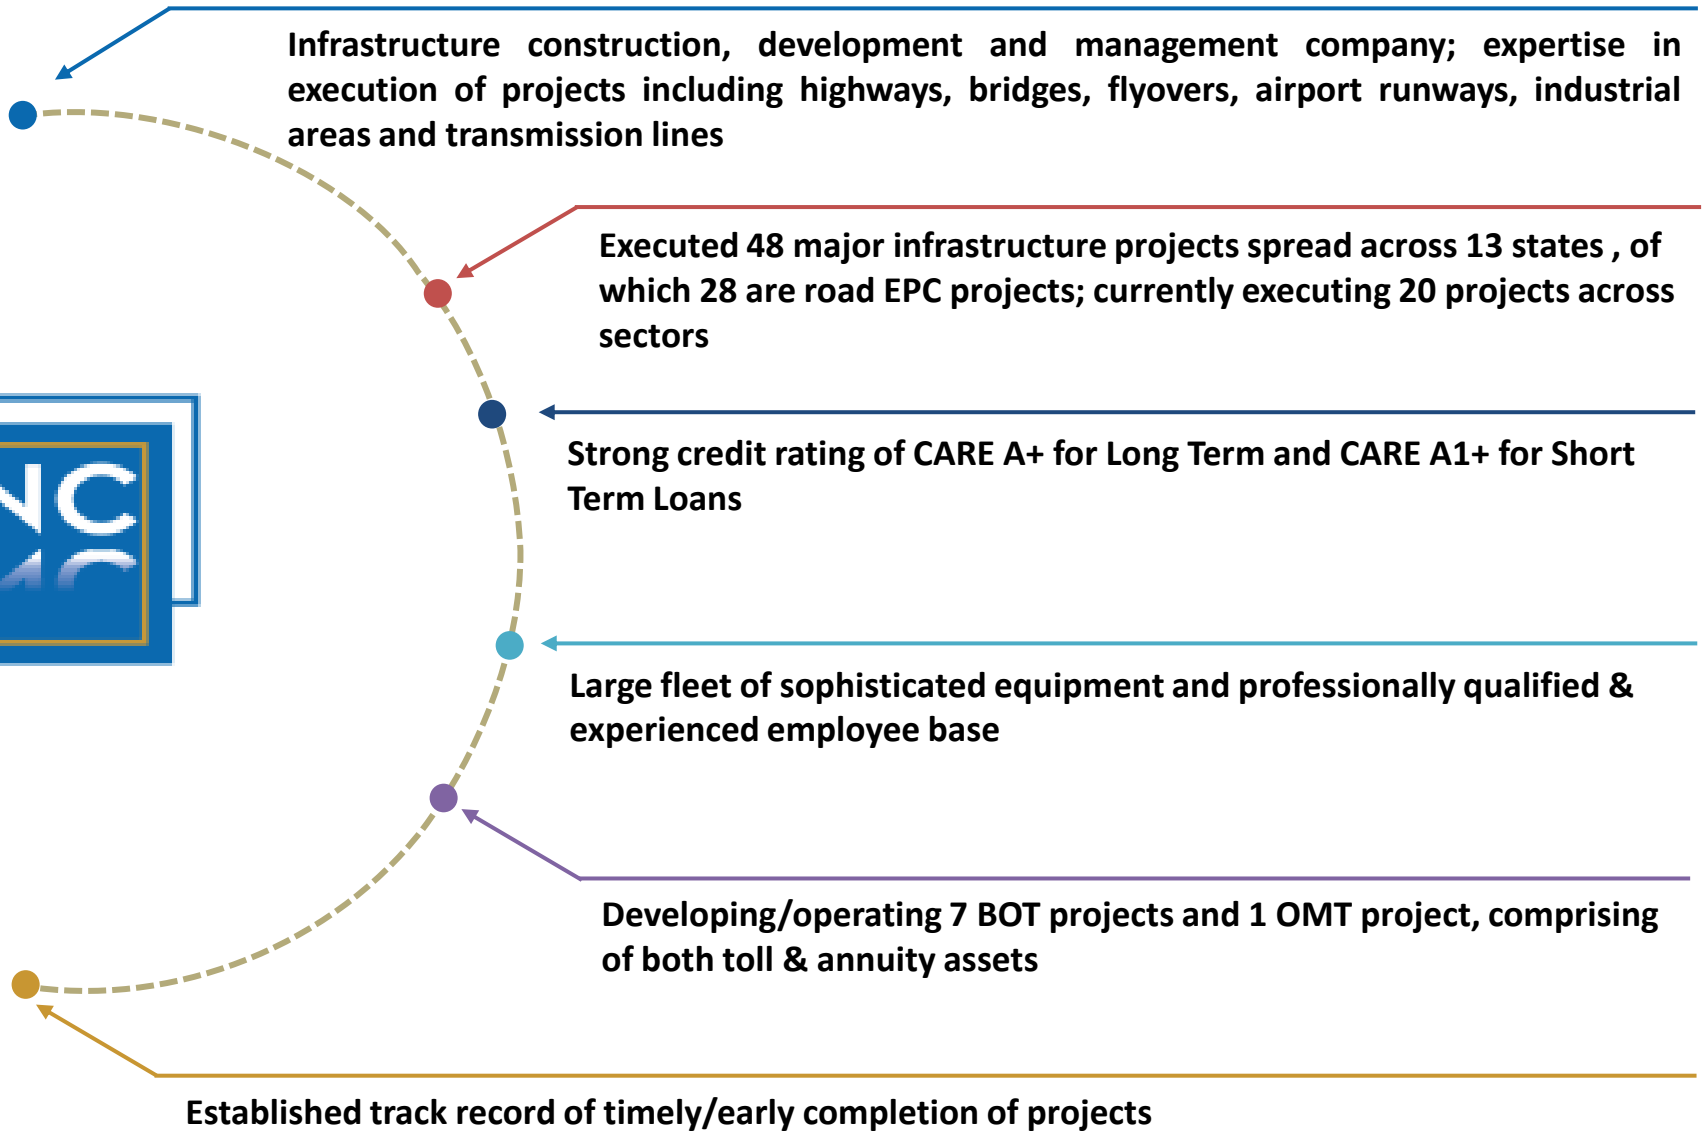 Infrastructure construction, development and management company; expertise in
execution of projects including highways, bridges, flyovers, airport runways, industrial
areas and transmission lines
Executed 48 major infrastructure projects spread across 13 states , of
which 28 are road EPC projects; currently executing 20 projects across
sectors
Strong credit rating of CARE A+ for Long Term and CARE A1+ for Short
Term Loans
NC
Large fleet of sophisticated equipment and professionally qualified &
experienced employee base
Developing/operating 7 BOT projects and 1 OMT project, comprising
of both toll & annuity assets
Established track record of timely/early completion of projects